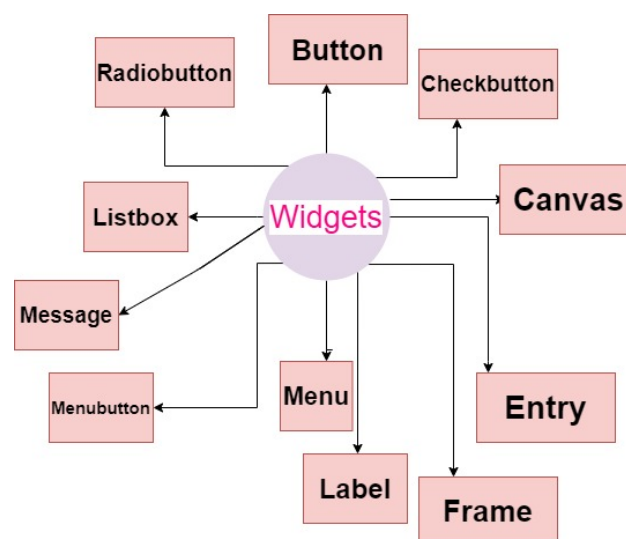 Button
Radiobutton
Checkbutton
Canvas
Listbox
Widgets
Message
Menubutton
Menu
Entry
Label
Frame